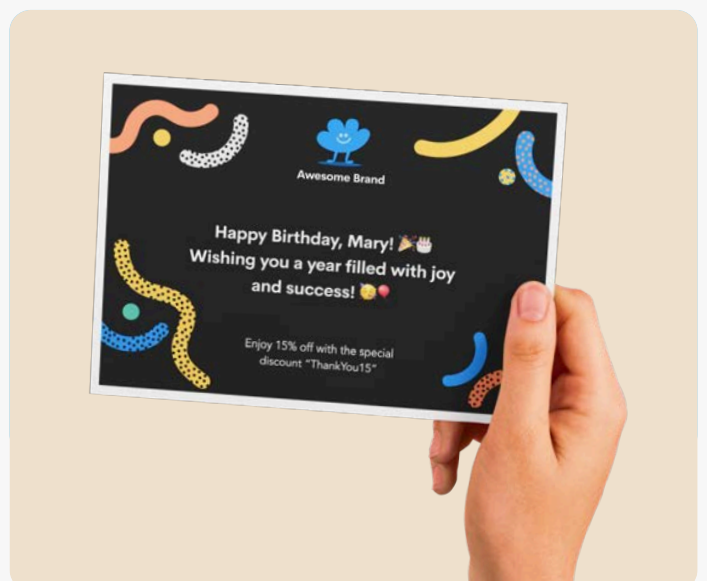 Awesome Brand
Happy Birthday, Mary! 🎉🎂
Wishing you a year filled with joy
and success! 🥳🎈
Enjoy 15% off with the special
discount "ThankYou15"